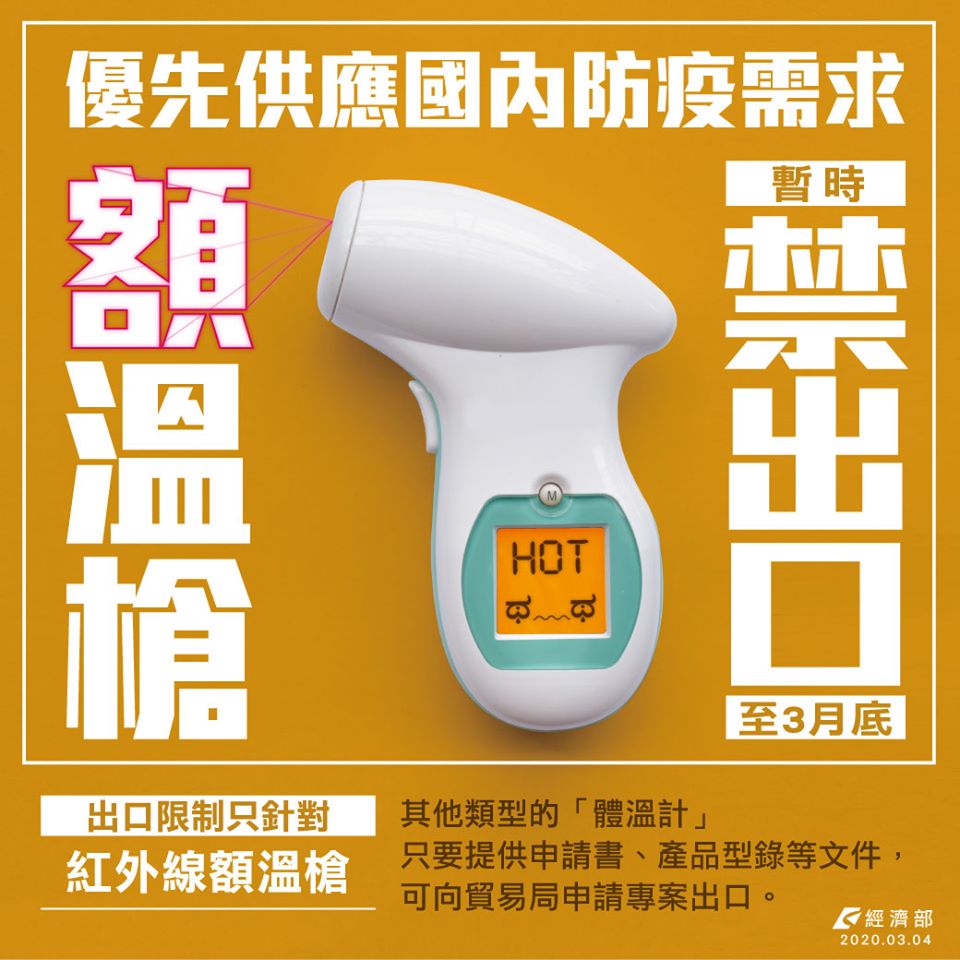 優先供應國內防疫需求
額溫槍
暫時
禁出口
至3月底
M
HOT
出口限制只針對
紅外線額溫槍
其他類型的「體溫計」
只要提供申請書、產品型錄等文件，
可向貿易局申請專案出口。
經濟部
2020.03.04